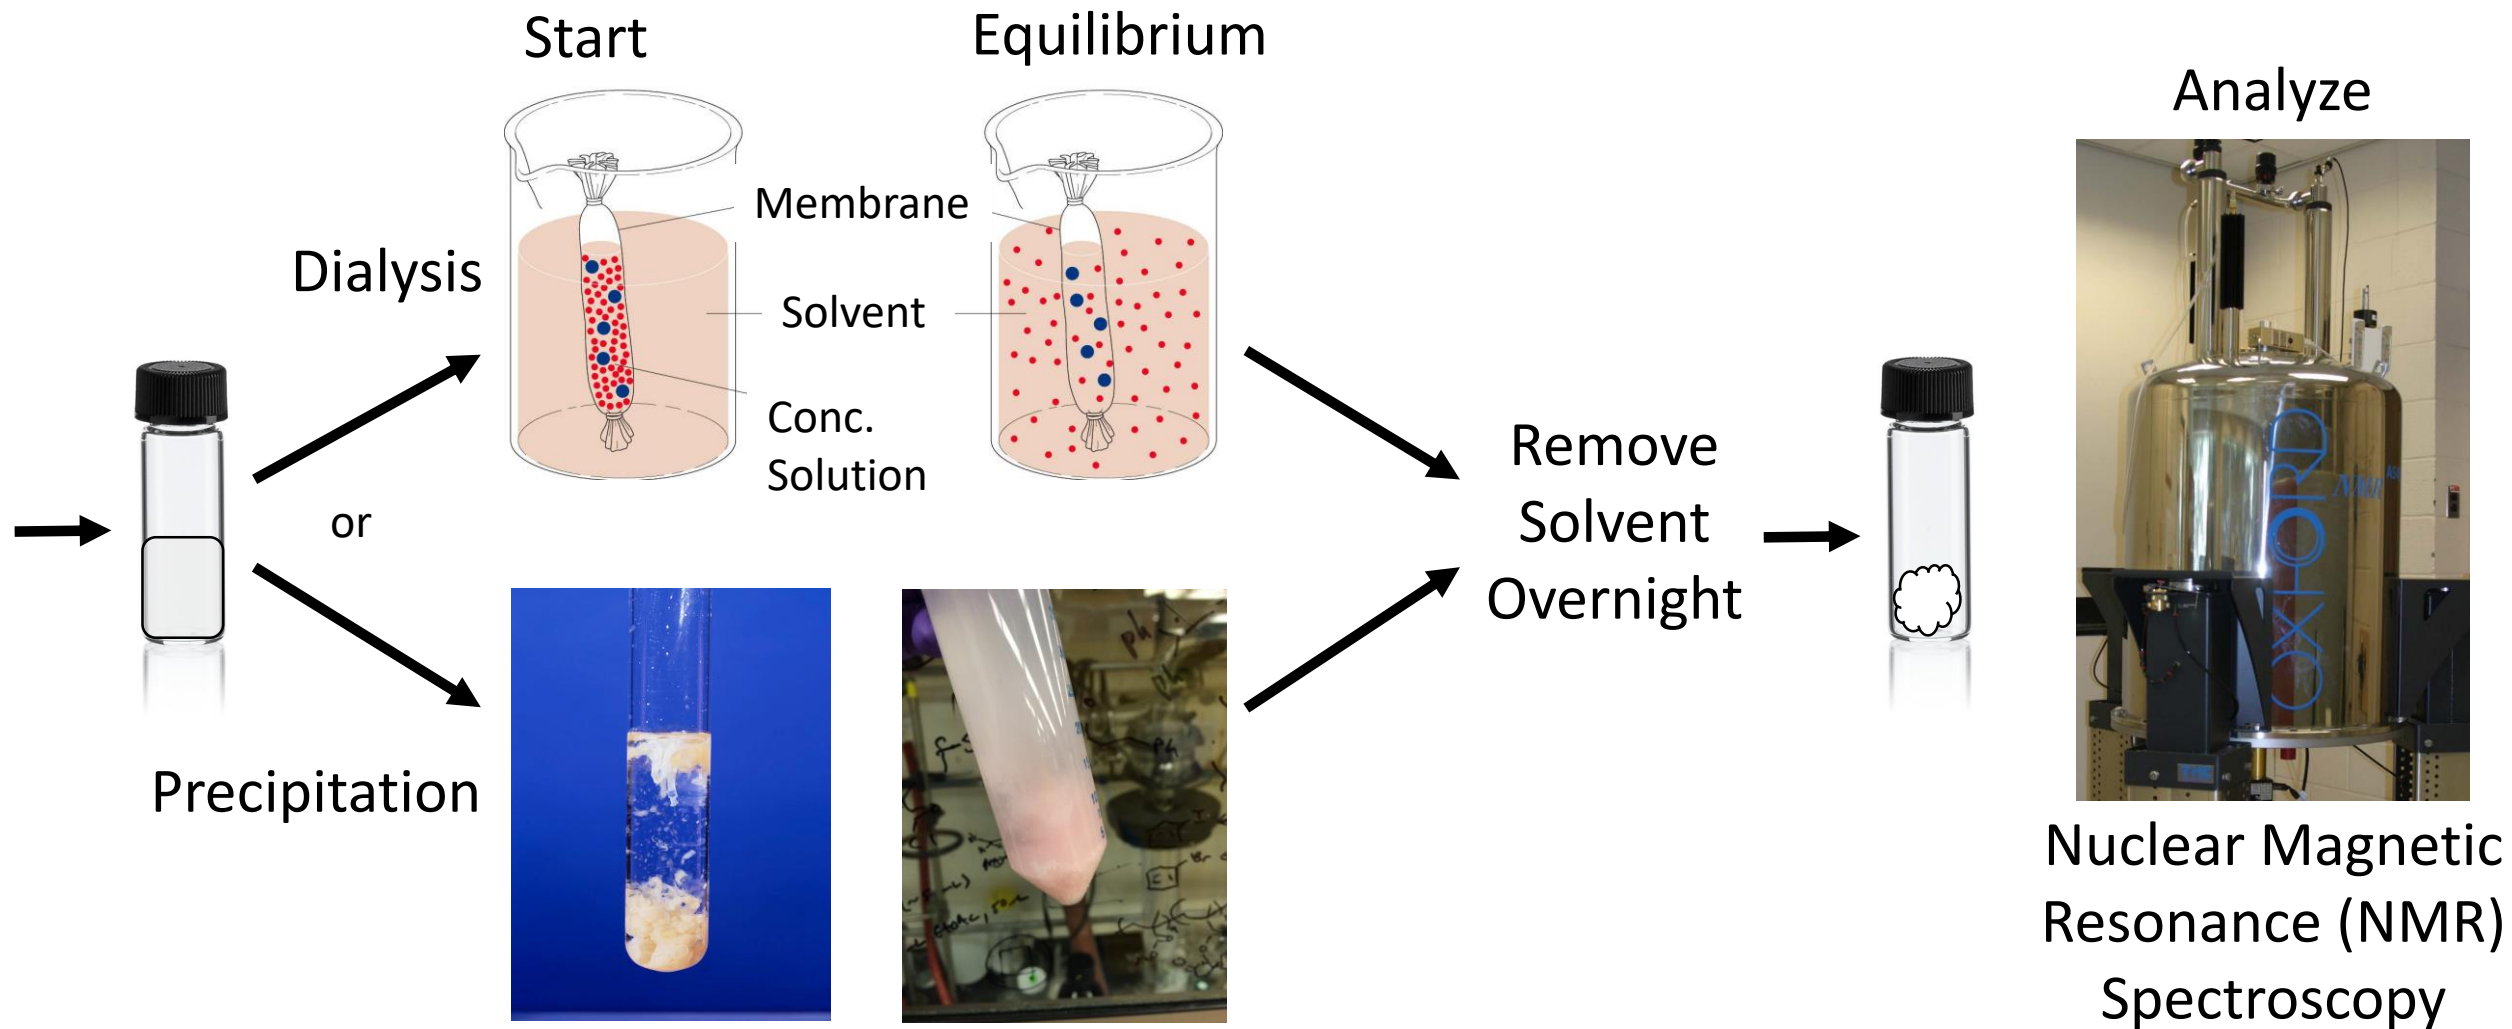 Start
Equilibrium
Analyze
Membrane
Dialysis
Solvent
Conc.
Solution
or
Remove
Solvent
Overnight
Precipitation
OXFORD
NMR
Nuclear Magnetic
Resonance (NMR)
Spectroscopy